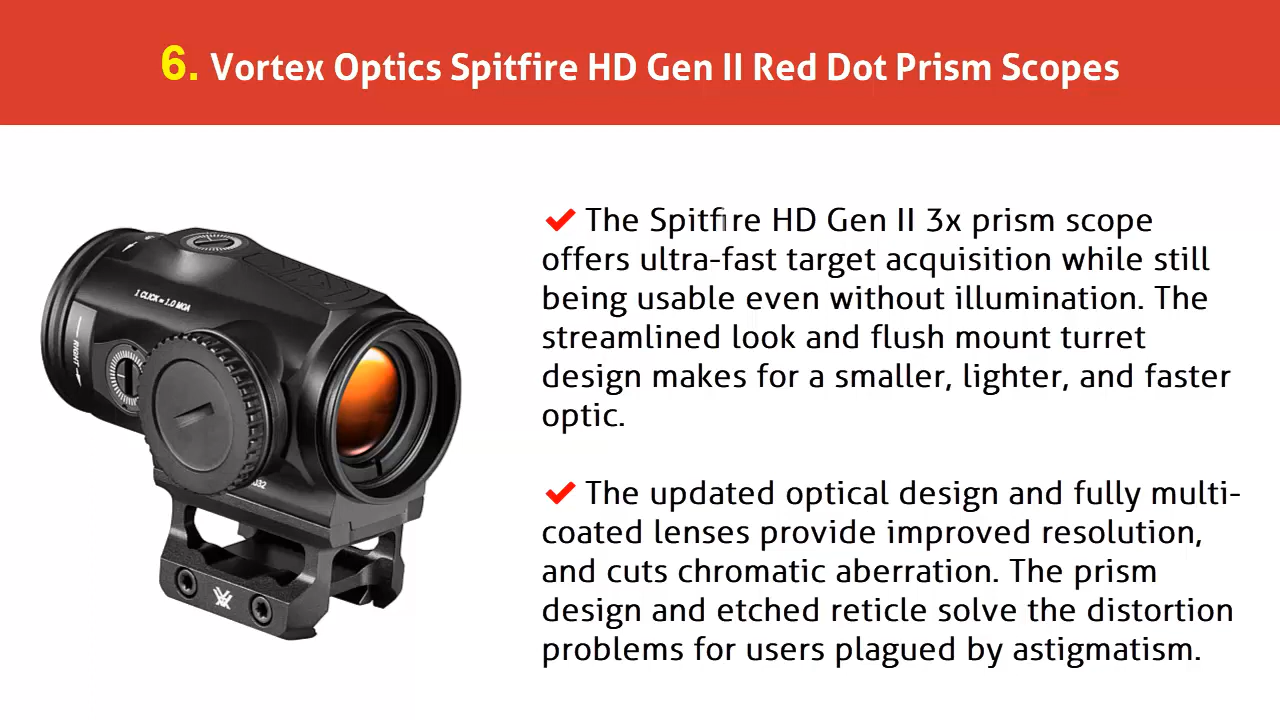 6. Vortex Optics Spitfire HD Gen II Red Dot Prism Scopes
1 CLICK = 1.0 MOA
RIGHT
✔ The Spitfire HD Gen II 3x prism scope
offers ultra-fast target acquisition while still
being usable even without illumination. The
streamlined look and flush mount turret
design makes for a smaller, lighter, and faster
optic.
✔ The updated optical design and fully multi-
coated lenses provide improved resolution,
and cuts chromatic aberration. The prism
design and etched reticle solve the distortion
problems for users plagued by astigmatism.